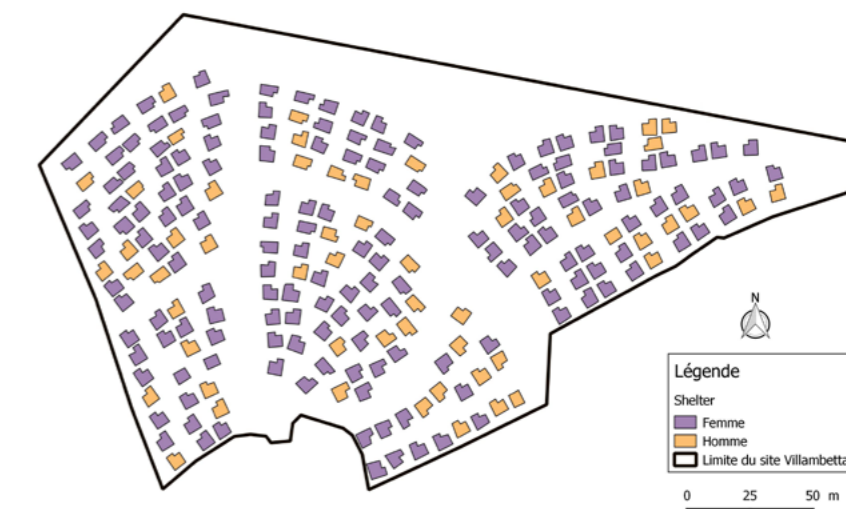 N
Légende
Shelter
Femme
Homme
Limite du site Villambetta
0 25 50 m